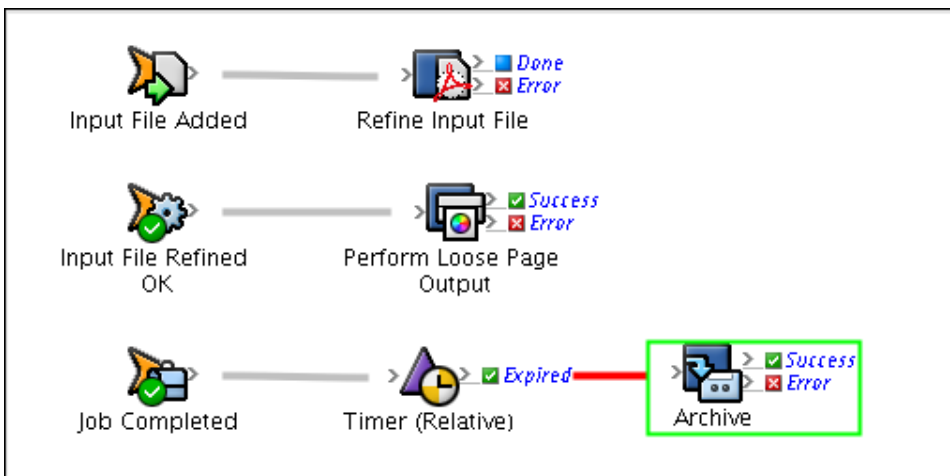 Done
Error
Input File Added
Refine Input File
Success
Error
Input File Refined
OK
Perform Loose Page
Output
Expired
Success
Error
Job Completed
Timer (Relative)
Archive